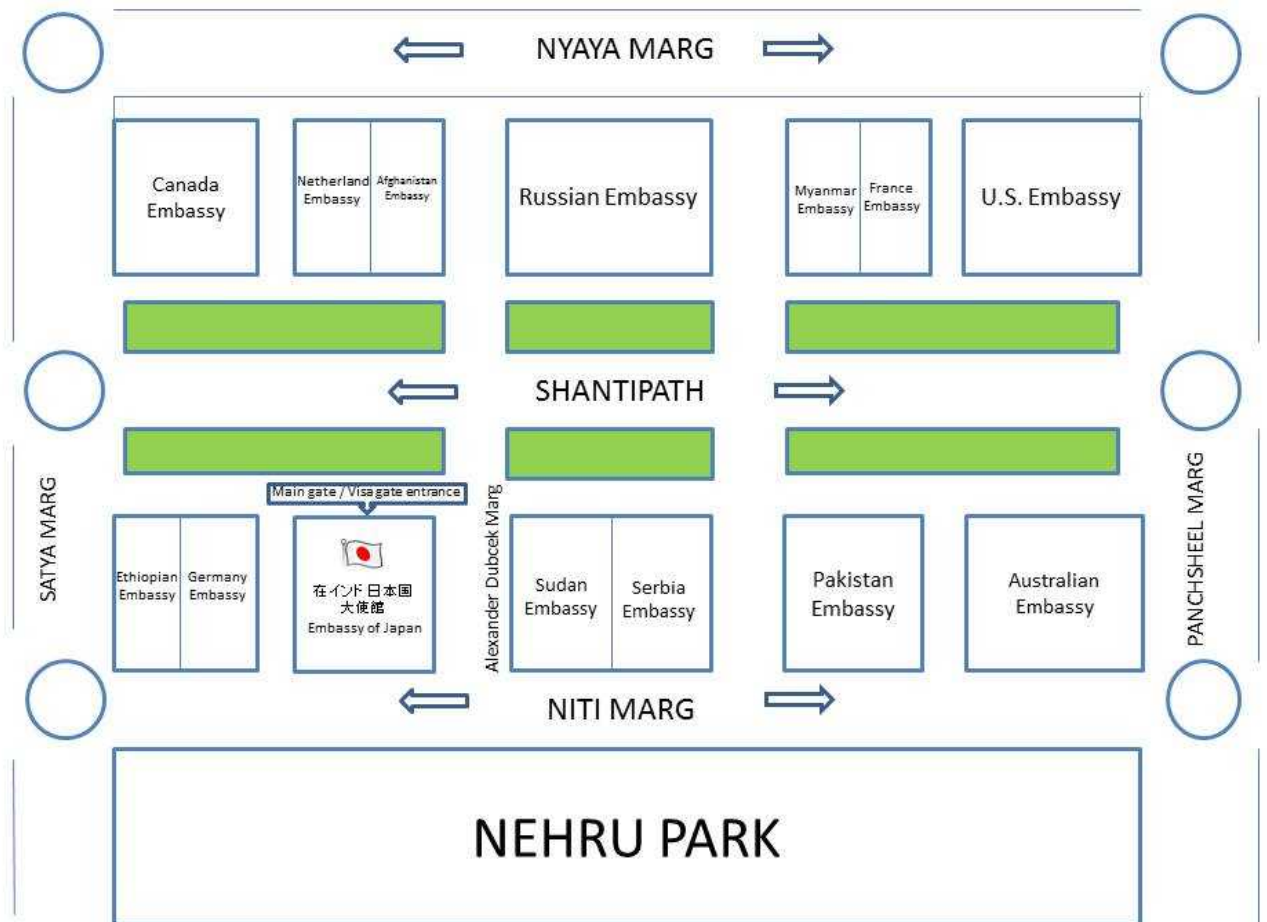 NYAYA MARG
Canada
Embassy
Netherland
Embassy
Afghanistan
Embassy
Russian Embassy
Myanmar
Embassy
France
Embassy
U.S. Embassy
SHANTIPATH
SATYA MARG
Main gate / Visa gate entrance
Alexander Dubcek Marg
PANCHSHEEL MARG
Ethiopian
Embassy
Germany
Embassy
在インド日本国
大使館
Embassy of Japan
Sudan
Embassy
Serbia
Embassy
Pakistan
Embassy
Australian
Embassy
NITI MARG
NEHRU PARK